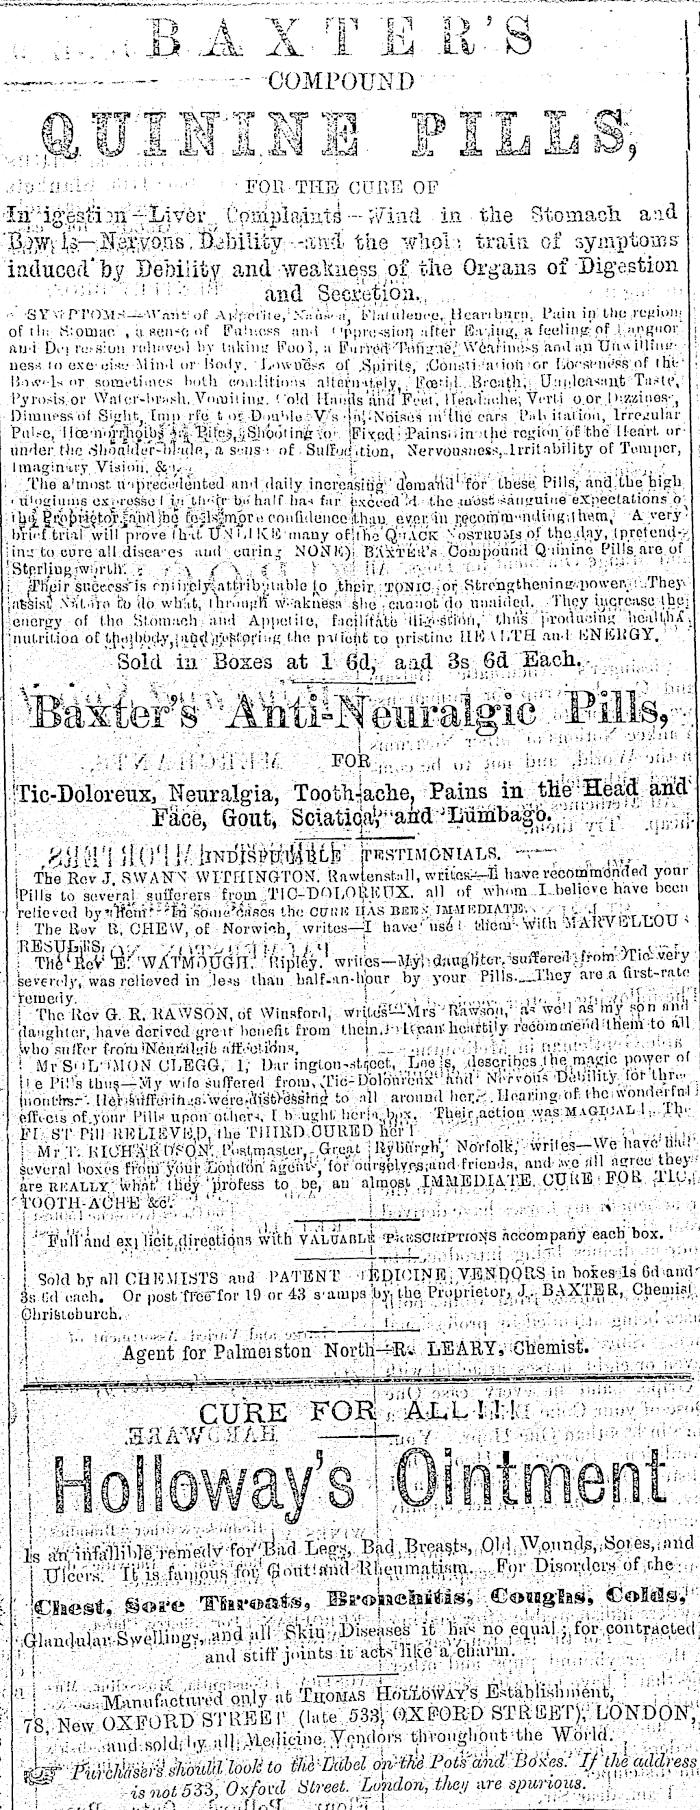 BAXTER'S
COMPOUND
QUININE PILLS,
FOR THE CURE OF
In igestion—Liver Complaints—Wind in the Stomach and
Bow ls—Nervous Debility and the whole train of symptoms
induced by Debility and weakness of the Organs of Digestion
and Secretion.
SYMPTOMS—Want of Appetite, Nausea, Flatulence, Heartburn, Pain in the region
of the Stomac , a sense of Fulness and Oppression after Eating, a feeling of Languor
and Depression relieved by taking Food, a Furred Tongue, Weariness and an Unwilling-
ness to exercise Mind or Body, Lowness of Spirits, Constipation or Looseness of the
Bowels or sometimes both conditions alternately, Fœtid Breath, Unpleasant Taste,
Pyrosis or Water-brash, Vomiting, Cold Hands and Feet, Headache, Verti o or Dizziness,
Dimness of Sight, Imp rfe t or Double V s on, Noises in the ears Palpitation, Irregular
Pulse, Hœmorrhoids or Piles, Shooting or Fixed Pains in the region of the Heart or
under the Shoulder-blade, a sense of Suffocation, Nervousness, Irritability of Temper,
Imaginary Vision, &c.
The almost unprecedented and daily increasing demand for these Pills, and the high
eulogiums expressed in their behalf has far exceed d the most sanguine expectations o
the Proprietor, and he feels more confidence than ever in recommending them. A very
brief trial will prove that UNLIKE many of the QUACK NOSTRUMS of the day, (pretend-
ing to cure all diseases and curing NONE) BAXTER's Compound Quinine Pills are of
Sterling worth.
Their success is entirely attributable to their TONIC or Strengthening power. They
assist Nature to do what, through weakness she cannot do unaided. They increase the
energy of the Stomach and Appetite, facilitate digestion, thus producing healthy
nutrition of the body, and restoring the patient to pristine HEALTH and ENERGY.
Sold in Boxes at 1 6d, and 3s 6d Each.
Baxter's Anti-Neuralgic Pills,
FOR
Tic-Doloreux, Neuralgia, Tooth-ache, Pains in the Head and
Face, Gout, Sciatica, and Lumbago.
INDISPUTABLE TESTIMONIALS.
The Rev J. SWANN WITHINGTON, Rawtenstall, writes—I have recommended your
Pills to several sufferers from TIC-DOLOREUX, all of whom I believe have been
relieved by them. In some cases the CURE HAS BEEN IMMEDIATE.
The Rev R. CHEW, of Norwich, writes—I have used them with MARVELLOU
RESULTS.
The Rev E. WATMOUGH, Ripley, writes—My daughter, suffered from Tic very
severely, was relieved in less than half-an-hour by your Pills. They are a first-rate
remedy.
The Rev G. R. RAWSON, of Winsford, writes—Mrs Rawson, as well as my son and
daughter, have derived great benefit from them. I can heartily recommend them to all
who suffer from Neuralgic affections,
Mr SOLOMON CLEGG, 1, Dar ington-street, Leeds, describes the magic power of
the Pills thus—My wife suffered from Tic-Doloureux and Nervous Debility for three
months. Her sufferings were distressing to all around her. Hearing of the wonderful
effects of your Pills upon others, I bought her a box. Their action was MAGICAL! The
FIRST Pill RELIEVED, the THIRD CURED her!
Mr T. RICHARDSON, Postmaster, Great Ryburgh, Norfolk, writes—We have had
several boxes from your London agent, for ourselves and friends, and we all agree they
are REALLY what they profess to be, an almost IMMEDIATE CURE FOR TIC,
TOOTH-ACHE &c.
Full and explicit directions with VALUABLE PRESCRIPTIONS accompany each box.
Sold by all CHEMISTS and PATENT MEDICINE VENDORS in boxes 1s 6d and
3s 6d each. Or post free for 19 or 43 stamps by the Proprietor, J. BAXTER, Chemist
Christchurch.
Agent for Palmerston North—R. LEARY, Chemist.
CURE FOR ALL!!!
Holloway's Ointment
Is an infallible remedy for Bad Legs, Bad Breasts, Old Wounds, Sores, and
Ulcers. It is famous for Gout and Rheumatism. For Disorders of the
Chest, Sore Throats, Bronchitis, Coughs, Colds,
Glandular Swellings, and all Skin Diseases it has no equal; for contracted
and stiff joints it acts like a charm.
Manufactured only at THOMAS HOLLOWAY'S Establishment,
78, New OXFORD STREET (late 533, OXFORD STREET), LONDON,
and sold by all Medicine Vendors throughout the World.
Purchasers should look to the Label on the Pots and Boxes. If the address
is not 533, Oxford Street. London, they are spurious.